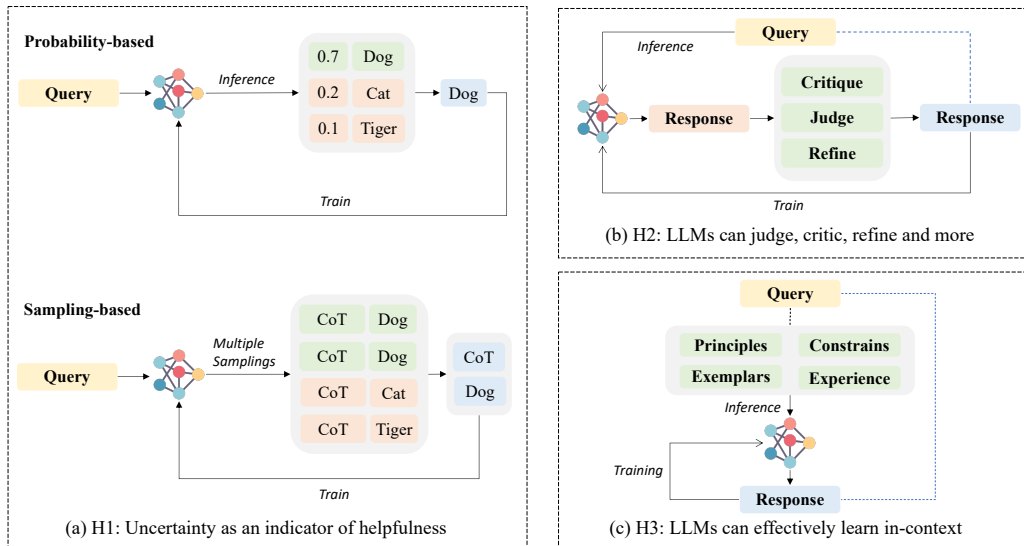 Probability-based
Query
Inference
0.7 Dog
0.2 Cat
0.1 Tiger
Dog
Train
Sampling-based
Query
Multiple
Samplings
CoT Dog
CoT Dog
CoT Cat
CoT Tiger
CoT
Dog
Train
(a) H1: Uncertainty as an indicator of helpfulness
Query
Inference
Response
Critique
Judge
Refine
Response
Train
(b) H2: LLMs can judge, critic, refine and more
Query
Principles Constrains
Exemplars Experience
Inference
Training
Response
(c) H3: LLMs can effectively learn in-context